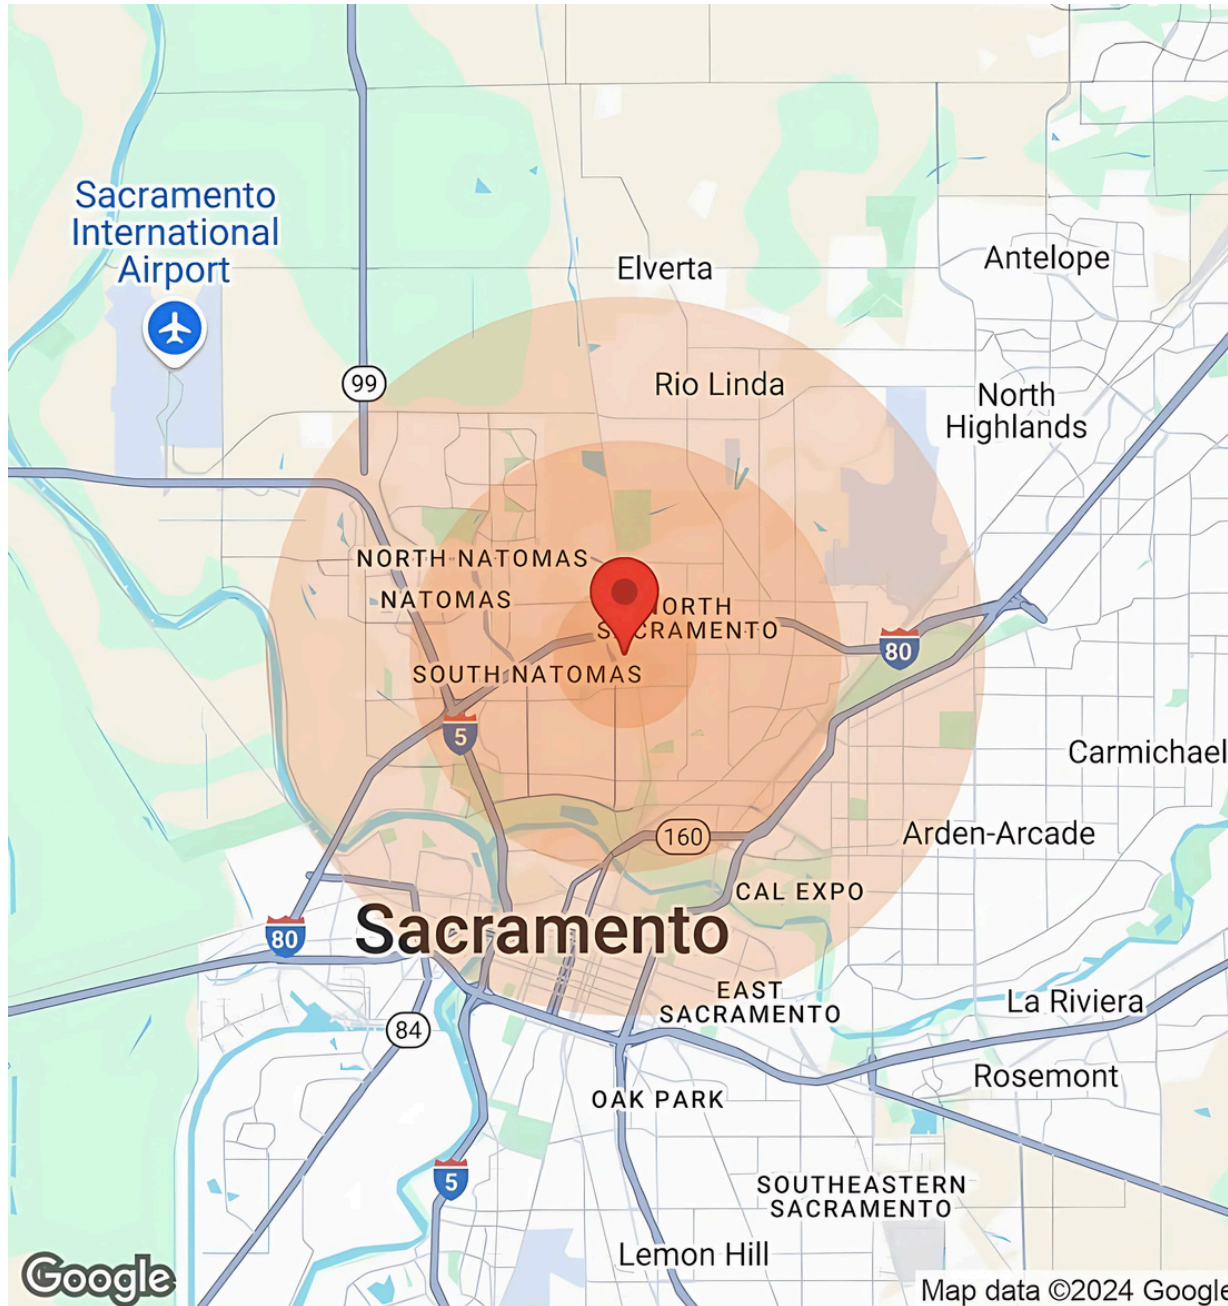 Sacramento
International
Airport
Elverta
Antelope
99
Rio Linda
North
Highlands
NORTH NATOMAS
NATOMAS
NORTH
SACRAMENTO
80
SOUTH NATOMAS
5
Carmichael
160
Arden-Arcade
CAL EXPO
Sacramento
80
EAST
SACRAMENTO
La Riviera
84
Rosemont
OAK PARK
5
SOUTHEASTERN
SACRAMENTO
Lemon Hill
Google
Map data ©2024 Google